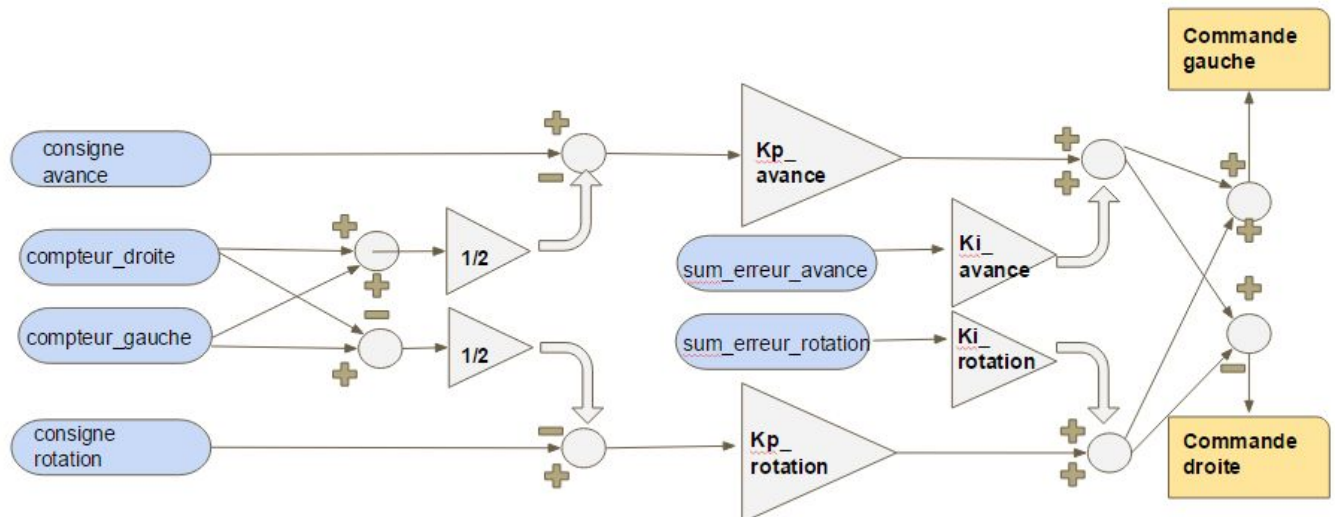 Commande
gauche
consigne
avance
Kp_
avance
compteur_droite
1/2
sum_erreur_avance
Ki_
avance
compteur_gauche
1/2
sum_erreur_rotation
Ki_
rotation
consigne
rotation
Kp_
rotation
Commande
droite